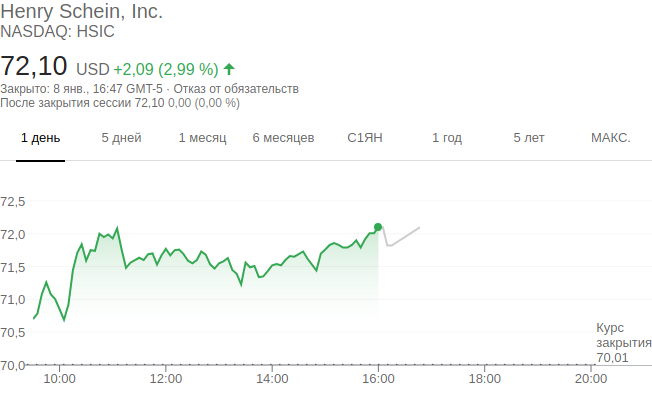 Henry Schein, Inc.
NASDAQ: HSIC
72,10 USD +2,09 (2,99 %)
Закрыто: 8 янв., 16:47 GMT-5 · Отказ от обязательств
После закрытия сессии 72,10 0,00 (0,00 %)
1 день 5 дней 1 месяц 6 месяцев С1ЯН 1 год 5 лет МАКС.
72,5
72,0
71,5
71,0
70,5
Курс
закрытия
70,01
70,0
10:00 12:00 14:00 16:00 18:00 20:00